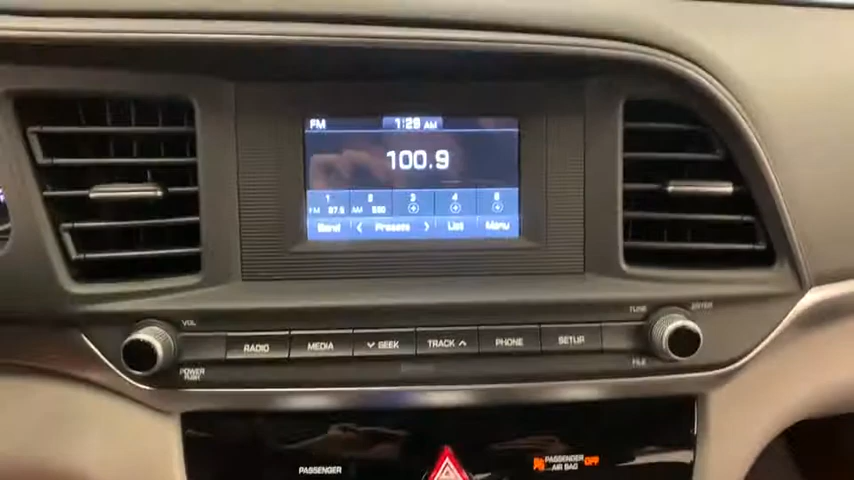 FM 1:29 AM
100.9
1 2 3 4 5
FM 87.5 AM 530
Band < Presets > List Menu
VOL TUNE ENTER
RADIO MEDIA SEEK TRACK PHONE SETUP
POWER PUSH FILE
PASSENGER PASSENGER AIR BAG OFF